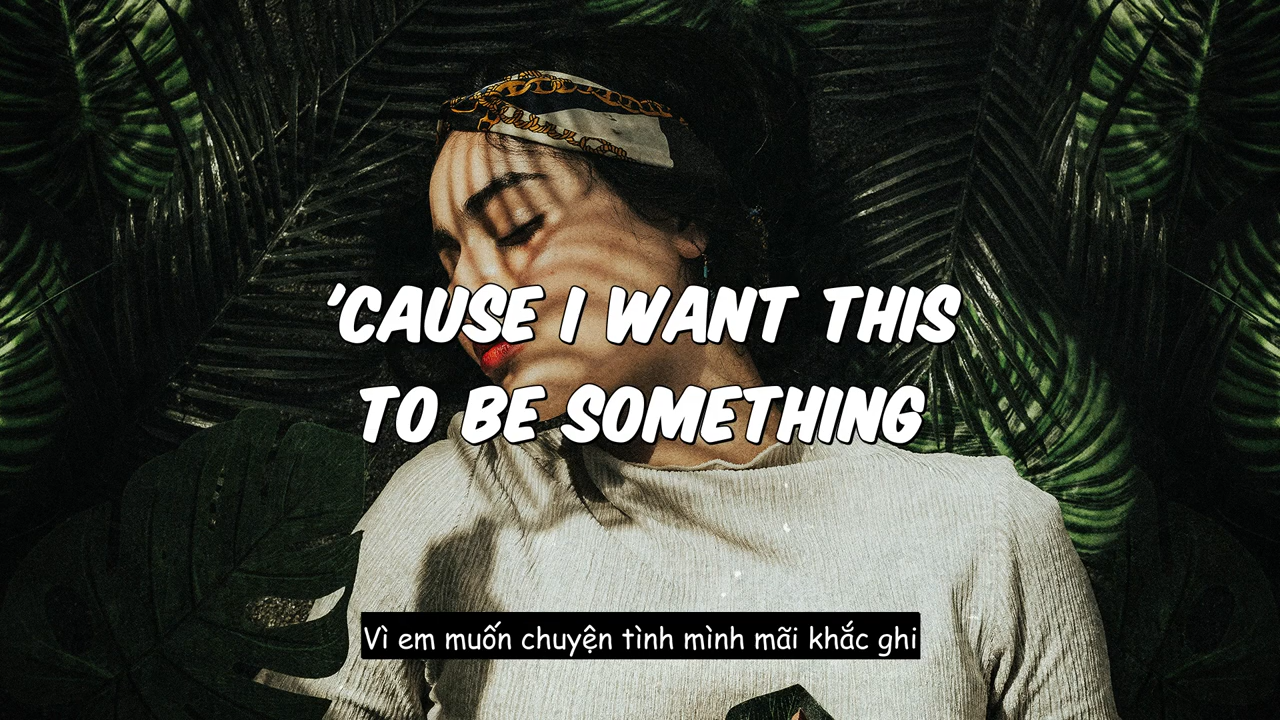 'CAUSE I WANT THIS
TO BE SOMETHING
Vì em muốn chuyện tình mình mãi khắc ghi